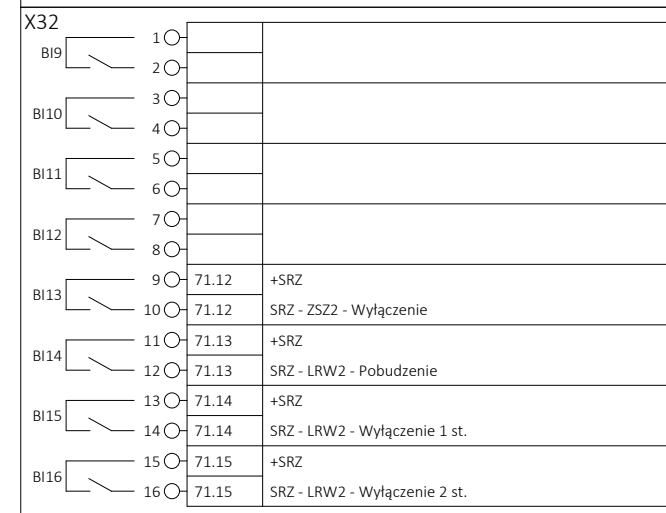 X32
BI9
1
2
BI10
3
4
BI11
5
6
BI12
7
8
BI13
9 71.12 +SRZ
10 71.12 SRZ - ZSZ2 - Wyłączenie
BI14
11 71.13 +SRZ
12 71.13 SRZ - LRW2 - Pobudzenie
BI15
13 71.14 +SRZ
14 71.14 SRZ - LRW2 - Wyłączenie 1 st.
BI16
15 71.15 +SRZ
16 71.15 SRZ - LRW2 - Wyłączenie 2 st.